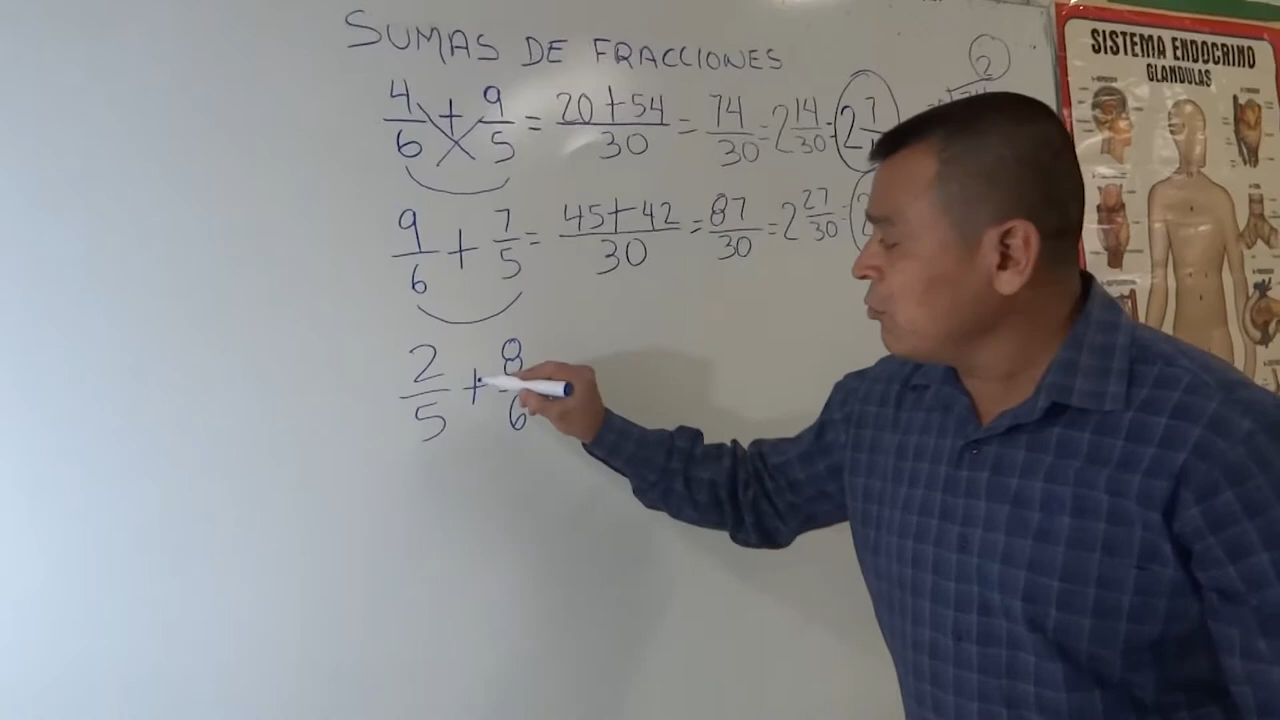 SUMAS DE FRACCIONES
4/6 + 9/5 = 20+54/30 = 74/30 = 2 14/30 = 2 7/
2
9/6 + 7/5 = 45+42/30 = 87/30 = 2 27/30 =
2/5 + 8/6
SISTEMA ENDOCRINO
GLANDULAS